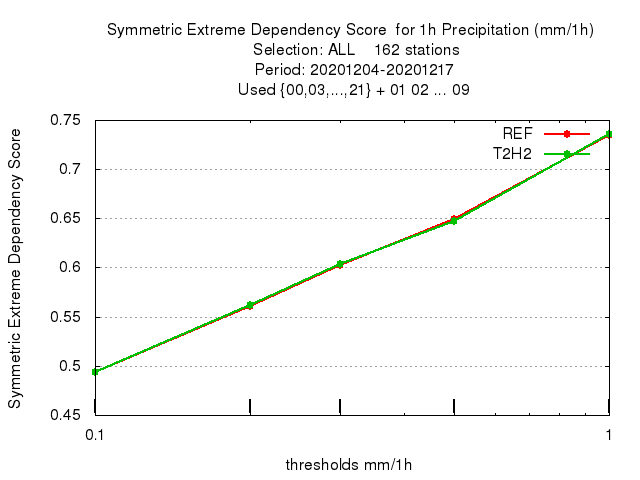 Symmetric Extreme Dependency Score  for 1h Precipitation (mm/1h)
Selection: ALL    162 stations
Period: 20201204-20201217
Used {00,03,...,21} + 01 02 ... 09
Symmetric Extreme Dependency Score
0.75
0.7
0.65
0.6
0.55
0.5
0.45
REF
T2H2
0.1
1
thresholds mm/1h